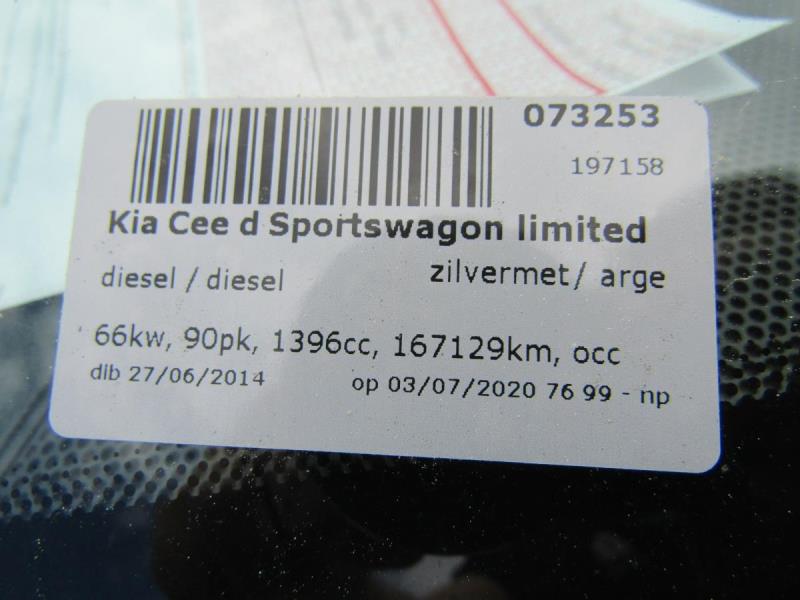 073253
197158
Kia Cee d Sportswagon limited
diesel / diesel zilvermet/ arge
66kw, 90pk, 1396cc, 167129km, occ
dib 27/06/2014 op 03/07/2020 76 99 - np